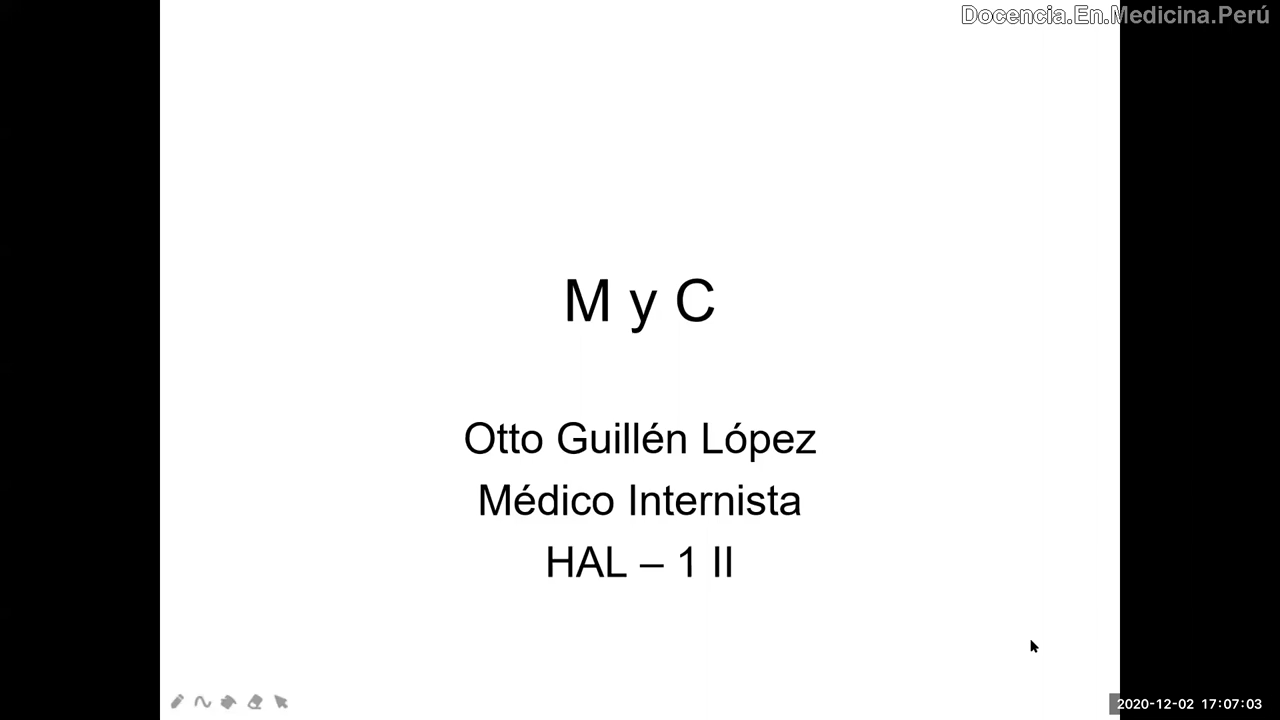 Docencia.En.Medicina.Perú
M y C
Otto Guillén López
Médico Internista
HAL – 1 II
2020-12-02 17:07:03